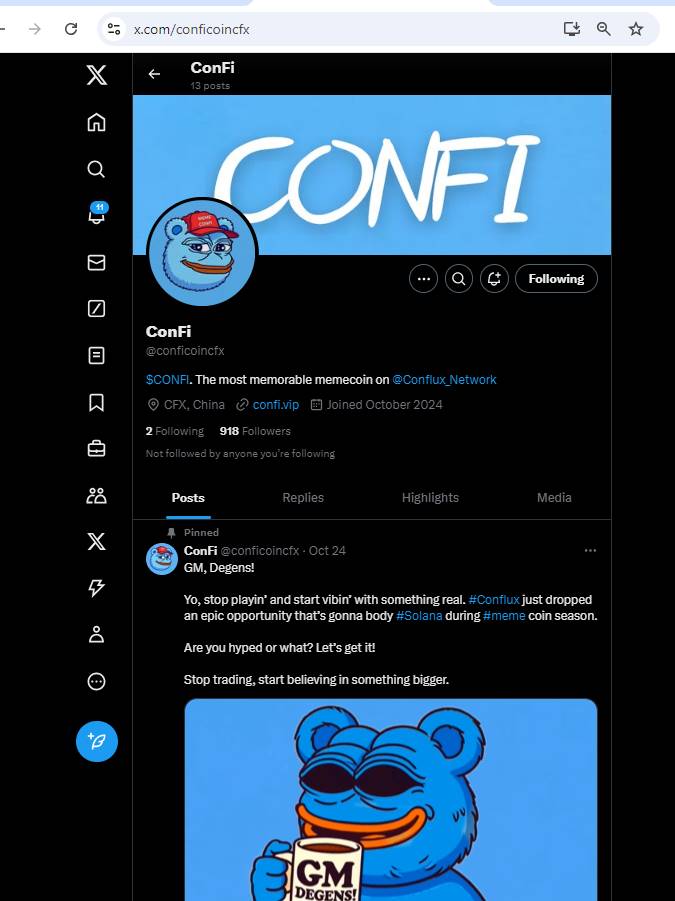 x.com/conficoincfx
ConFi
13 posts
CONFI
11
MEME
CONFI
Following
ConFi
@conficoincfx
$CONFI. The most memorable memecoin on @Conflux_Network
CFX, China confi.vip Joined October 2024
2 Following 918 Followers
Not followed by anyone you're following
Posts Replies Highlights Media
Pinned
ConFi @conficoincfx · Oct 24
GM, Degens!
Yo, stop playin' and start vibin' with something real. #Conflux just dropped
an epic opportunity that's gonna body #Solana during #meme coin season.
Are you hyped or what? Let's get it!
Stop trading, start believing in something bigger.
GM
DEGENS!